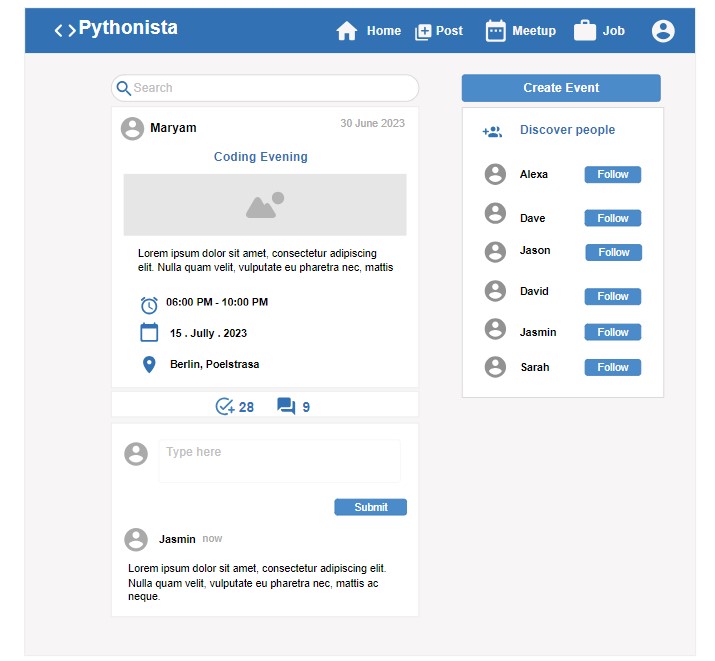 <>Pythonista
Home
Post
Meetup
Job
Search
Create Event
Maryam
30 June 2023
Coding Evening
Lorem ipsum dolor sit amet, consectetur adipiscing
elit. Nulla quam velit, vulputate eu pharetra nec, mattis
06:00 PM - 10:00 PM
15 . Jully . 2023
Berlin, Poelstrasa
28
9
Type here
Submit
Jasmin now
Lorem ipsum dolor sit amet, consectetur adipiscing elit.
Nulla quam velit, vulputate eu pharetra nec, mattis ac
neque.
Discover people
Alexa Follow
Dave Follow
Jason Follow
David Follow
Jasmin Follow
Sarah Follow